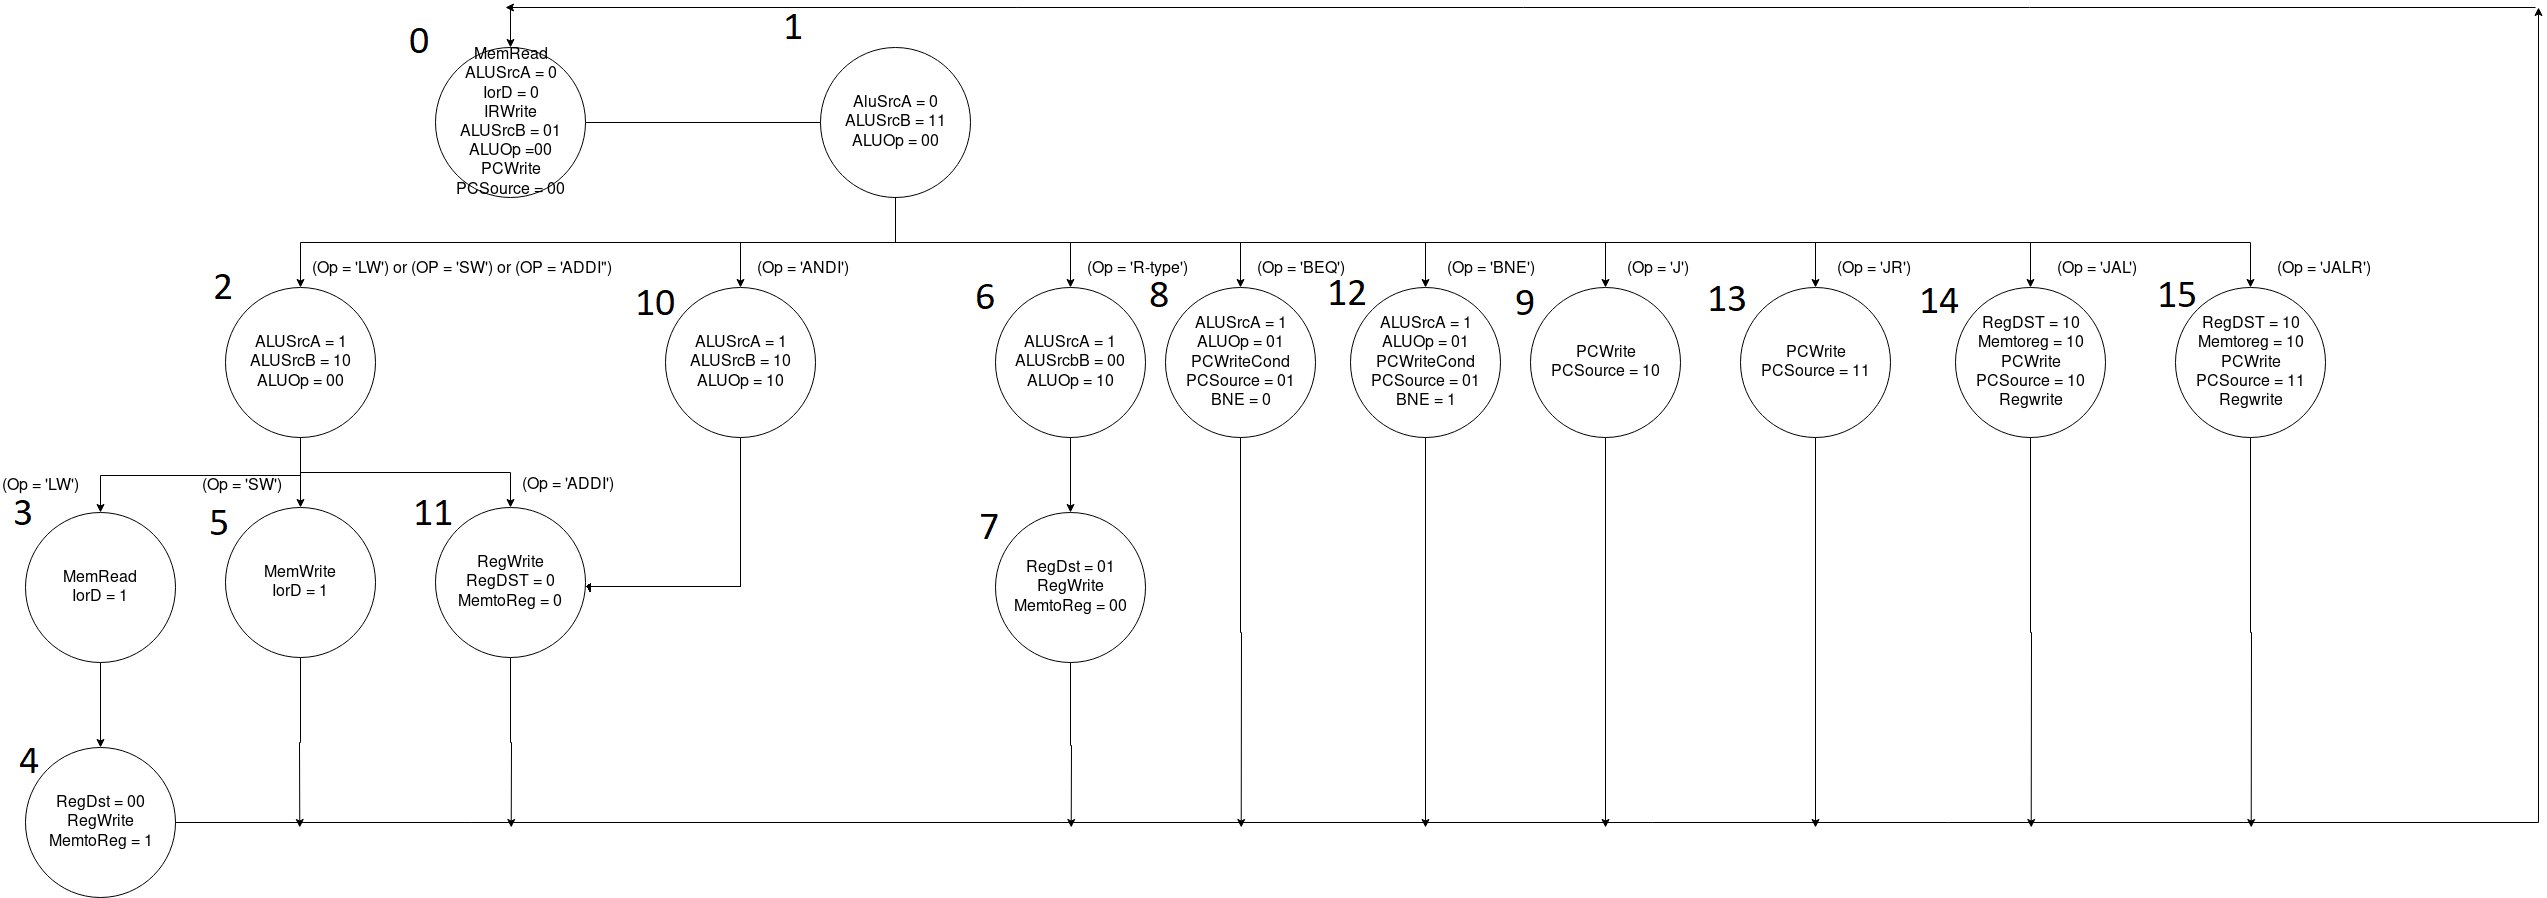 0
MemRead
ALUSrcA = 0
IorD = 0
IRWrite
ALUSrcB = 01
ALUOp =00
PCWrite
PCSource = 00
1
AluSrcA = 0
ALUSrcB = 11
ALUOp = 00
(Op = 'LW') or (OP = 'SW') or (OP = 'ADDI")
2
ALUSrcA = 1
ALUSrcB = 10
ALUOp = 00
(Op = 'ANDI')
10
ALUSrcA = 1
ALUSrcB = 10
ALUOp = 10
(Op = 'R-type')
6
ALUSrcA = 1
ALUSrcbB = 00
ALUOp = 10
(Op = 'BEQ')
8
ALUSrcA = 1
ALUOp = 01
PCWriteCond
PCSource = 01
BNE = 0
(Op = 'BNE')
12
ALUSrcA = 1
ALUOp = 01
PCWriteCond
PCSource = 01
BNE = 1
(Op = 'J')
9
PCWrite
PCSource = 10
(Op = 'JR')
13
PCWrite
PCSource = 11
(Op = 'JAL')
14
RegDST = 10
Memtoreg = 10
PCWrite
PCSource = 10
Regwrite
(Op = 'JALR')
15
RegDST = 10
Memtoreg = 10
PCWrite
PCSource = 11
Regwrite
(Op = 'LW')
3
MemRead
IorD = 1
(Op = 'SW')
5
MemWrite
IorD = 1
(Op = 'ADDI')
11
RegWrite
RegDST = 0
MemtoReg = 0
7
RegDst = 01
RegWrite
MemtoReg = 00
4
RegDst = 00
RegWrite
MemtoReg = 1